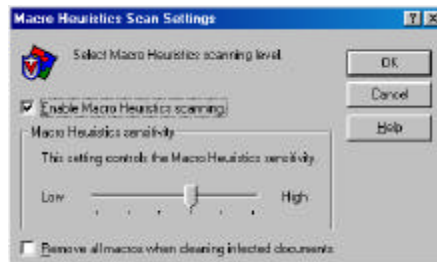 Macro Heuristics Scan Settings
Select Macro Heuristics scanning level.
OK
Cancel
Enable Macro Heuristics scanning
Help
Macro Heuristics sensitivity
This setting controls the Macro Heuristics sensitivity
Low High
Remove all macros when cleaning infected documents